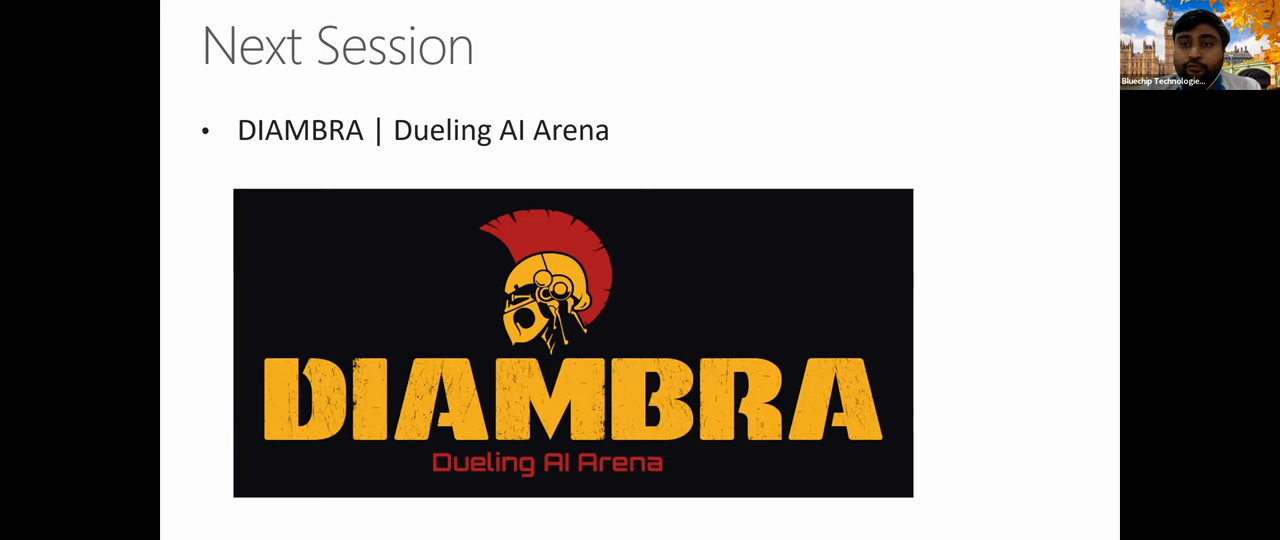 Next Session
• DIAMBRA | Dueling AI Arena
DIAMBRA
Dueling AI Arena
Bluechip Technologie...